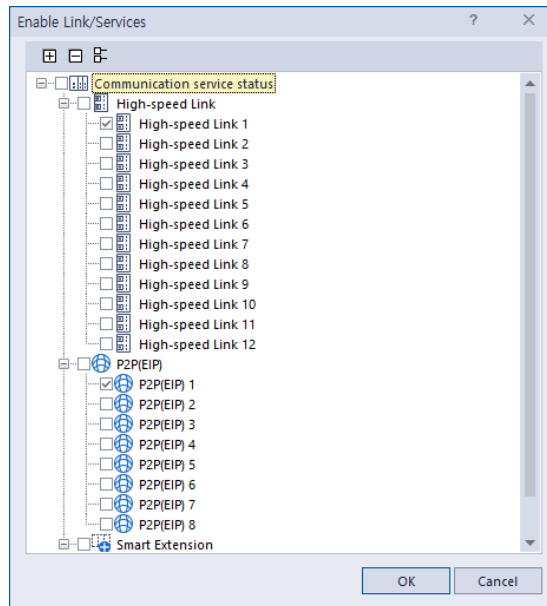 Enable Link/Services
Communication service status
High-speed Link
High-speed Link 1
High-speed Link 2
High-speed Link 3
High-speed Link 4
High-speed Link 5
High-speed Link 6
High-speed Link 7
High-speed Link 8
High-speed Link 9
High-speed Link 10
High-speed Link 11
High-speed Link 12
P2P(EIP)
P2P(EIP) 1
P2P(EIP) 2
P2P(EIP) 3
P2P(EIP) 4
P2P(EIP) 5
P2P(EIP) 6
P2P(EIP) 7
P2P(EIP) 8
Smart Extension
OK Cancel